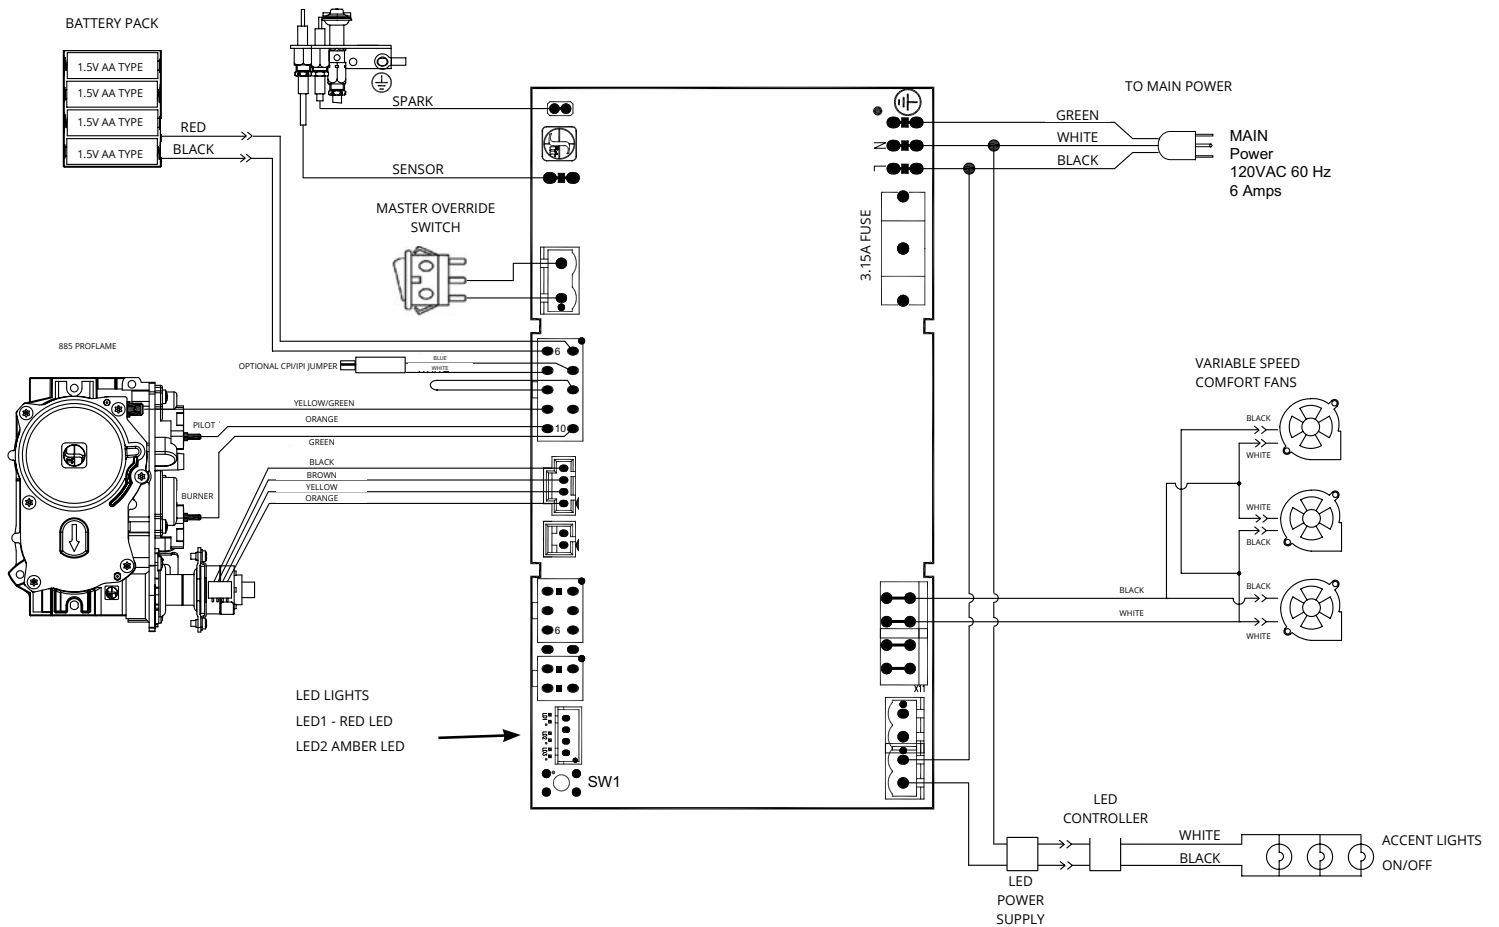 BATTERY PACK
1.5V AA TYPE
1.5V AA TYPE
1.5V AA TYPE
1.5V AA TYPE
RED
BLACK
SPARK
SENSOR
MASTER OVERRIDE
SWITCH
TO MAIN POWER
GREEN
WHITE
BLACK
N
L
MAIN
Power
120VAC 60 Hz
6 Amps
3.15A FUSE
885 PROFLAME
OPTIONAL CPI/IPI JUMPER
BLUE
WHITE
6
YELLOW/GREEN
ORANGE
10
PILOT
GREEN
BLACK
BROWN
YELLOW
ORANGE
BURNER
VARIABLE SPEED
COMFORT FANS
BLACK
WHITE
WHITE
BLACK
BLACK
WHITE
BLACK
WHITE
6
X11
LED LIGHTS
LED1 - RED LED
LED2 AMBER LED
SW1
LED
CONTROLLER
WHITE
BLACK
ACCENT LIGHTS
ON/OFF
LED
POWER
SUPPLY